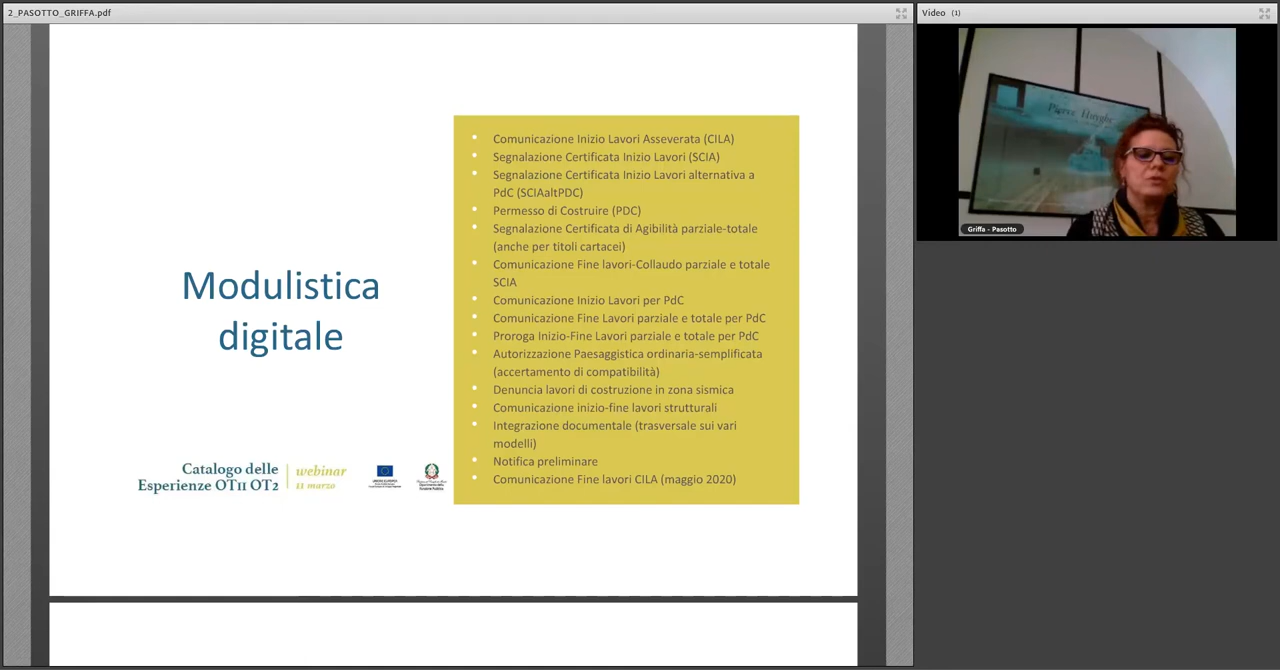 2_PASOTTO_GRIFFA.pdf
Video (1)
Modulistica
digitale
• Comunicazione Inizio Lavori Asseverata (CILA)
• Segnalazione Certificata Inizio Lavori (SCIA)
• Segnalazione Certificata Inizio Lavori alternativa a
PdC (SCIAaltPDC)
• Permesso di Costruire (PDC)
• Segnalazione Certificata di Agibilità parziale-totale
(anche per titoli cartacei)
• Comunicazione Fine lavori-Collaudo parziale e totale
SCIA
• Comunicazione Inizio Lavori per PdC
• Comunicazione Fine Lavori parziale e totale per PdC
• Proroga Inizio-Fine Lavori parziale e totale per PdC
• Autorizzazione Paesaggistica ordinaria-semplificata
(accertamento di compatibilità)
• Denuncia lavori di costruzione in zona sismica
• Comunicazione inizio-fine lavori strutturali
• Integrazione documentale (trasversale sui vari
modelli)
• Notifica preliminare
• Comunicazione Fine lavori CILA (maggio 2020)
Catalogo delle
Esperienze OT11 OT2
webinar
11 marzo
Pierre Huyghe
Griffa - Pasotto